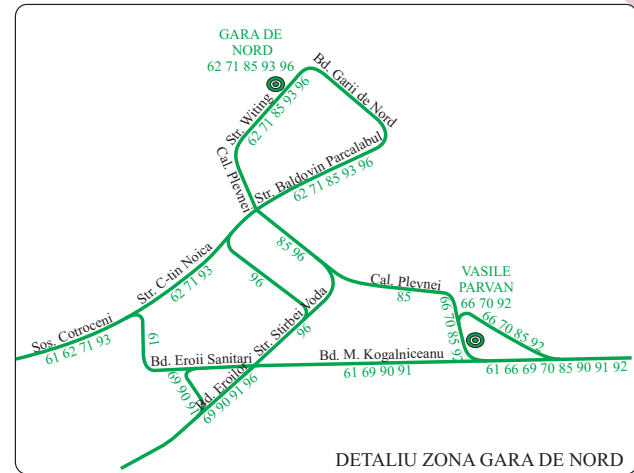 GARA DE
NORD
62 71 85 93 96
Bd. Garii de Nord
Str. Witing
62 71 85 93 96
Cal. Plevnei
Str. Baldovin Parcalabul
62 71 85 93 96
85 96
Str. C-tin Noica
62 71 93
96
Cal. Plevnei
85
VASILE
PARVAN
66 70 92
66 70 85 92
66 70 85 92
Sos. Cotroceni
61 62 71 93
61
Str. Stirbei Voda
96
Bd. Eroii Sanitari
Bd. M. Kogalniceanu
61 69 90 91
61 66 69 70 85 90 91 92
69 90 91
Bd. Eroilor
69 90 91 96
DETALIU ZONA GARA DE NORD